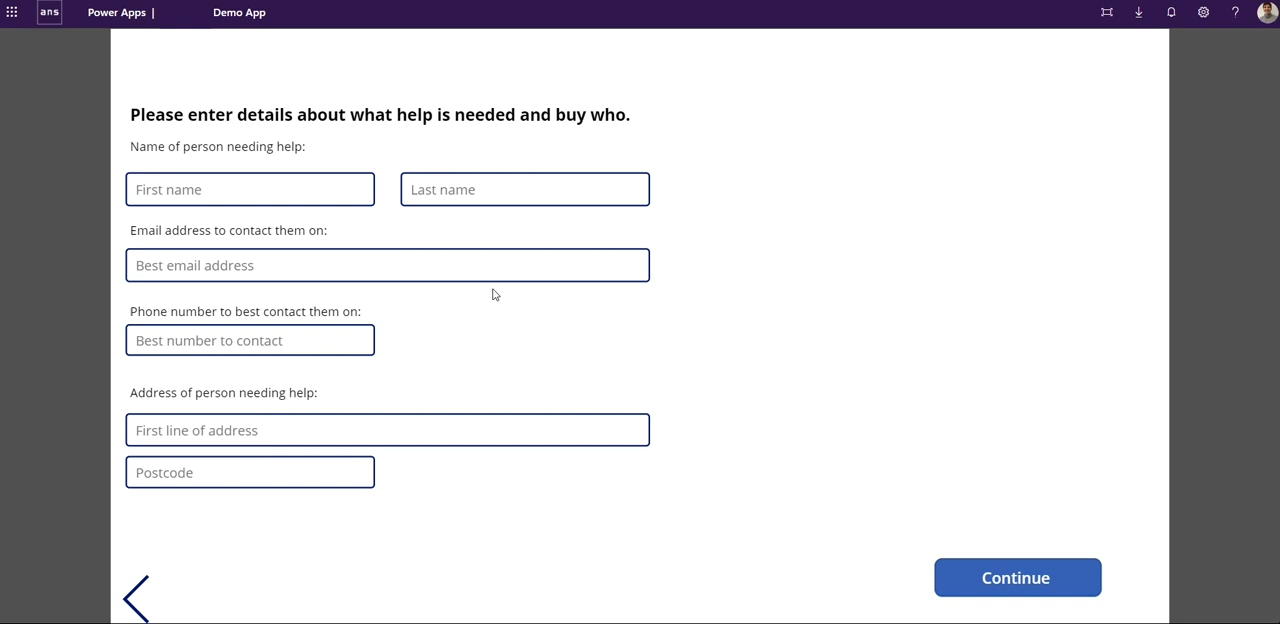 ans Power Apps | Demo App
Please enter details about what help is needed and buy who.
Name of person needing help:
First name Last name
Email address to contact them on:
Best email address
Phone number to best contact them on:
Best number to contact
Address of person needing help:
First line of address
Postcode
Continue